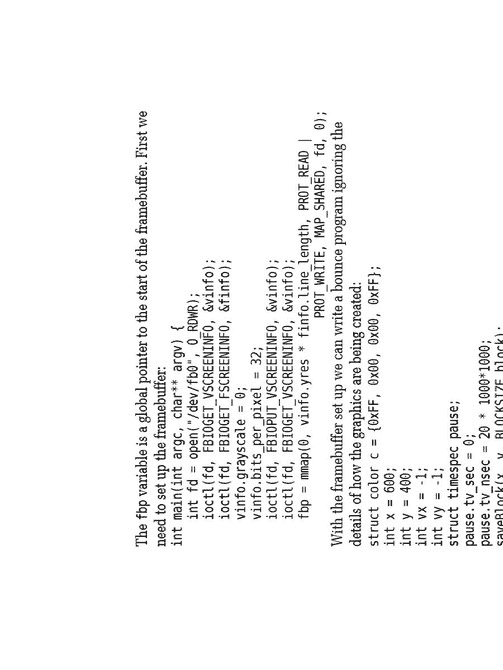 The fbp variable is a global pointer to the start of the framebuffer. First we
need to set up the framebuffer:
int main(int argc, char** argv) {
int fd = open("/dev/fb0", O_RDWR);
ioctl(fd, FBIOGET_VSCREENINFO, &vinfo);
ioctl(fd, FBIOGET_FSCREENINFO, &finfo);
vinfo.grayscale = 0;
vinfo.bits_per_pixel = 32;
ioctl(fd, FBIOPUT_VSCREENINFO, &vinfo);
ioctl(fd, FBIOGET_VSCREENINFO, &vinfo);
fbp = mmap(0, vinfo.yres * finfo.line_length, PROT_READ |
PROT_WRITE, MAP_SHARED, fd, 0);
With the framebuffer set up we can write a bounce program ignoring the
details of how the graphics are being created:
struct color c = {0xFF, 0x00, 0x00, 0xFF};
int x = 600;
int y = 400;
int vx = -1;
int vy = -1;
struct timespec pause;
pause.tv_sec = 0;
pause.tv_nsec = 20 * 1000*1000;
saveBlock(x, y, BLOCKSIZE,block);